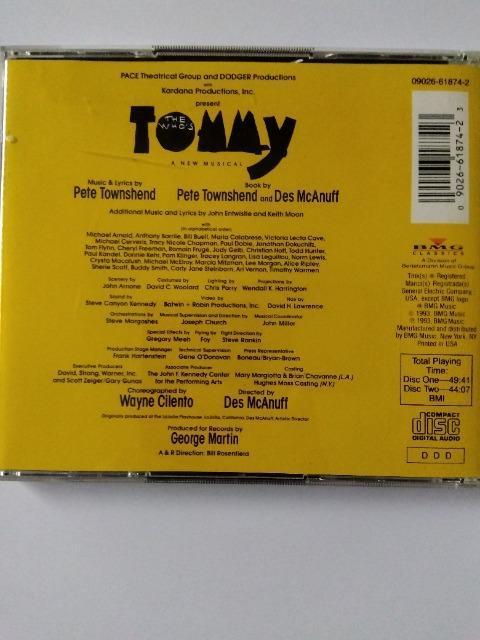 PACE Theatrical Group and DODGER Productions
with
Kardana Productions, Inc.
present
THE WHO'S
TOMMY
A NEW MUSICAL
Music & Lyrics by
Pete Townshend
Book by
Pete Townshend and Des McAnuff
Additional Music and Lyrics by John Entwistle and Keith Moon
with
(in alphabetical order)
Michael Arnold, Anthony Barrile, Bill Buell, Maria Calabrese, Victoria Lecta Cave,
Michael Cerveris, Tracy Nicole Chapman, Paul Dobie, Jonathan Dokuchitz,
Tom Flynn, Cheryl Freeman, Romain Frugé, Jody Gelb, Christian Hoff, Todd Hunter,
Paul Kandel, Donnie Kehr, Pam Klinger, Tracey Langran, Lisa Leguillou, Norm Lewis,
Crysta Macalush, Michael McElroy, Marcia Mitzman, Lee Morgan, Alice Ripley,
Sherie Scott, Buddy Smith, Carly Jane Steinborn, Ari Vernon, Timothy Warmen
Scenery by
John Arnone
Costumes by
David C. Woolard
Lighting by
Chris Parry
Projections by
Wendall K. Harrington
Sound by
Steve Canyon Kennedy
Video by
Batwin + Robin Productions, Inc.
Hair by
David H. Lawrence
Orchestrations by
Steve Margoshes
Musical Supervision and Direction by
Joseph Church
Musical Coordinator
John Miller
Special Effects by
Gregory Meeh
Flying by
Foy
Fight Direction by
Steve Rankin
Production Stage Manager
Frank Hartenstein
Technical Supervision
Gene O'Donovan
Press Representative
Boneau/Bryan-Brown
Executive Producers
David, Strong, Warner, Inc.
and Scott Zeiger/Gary Gunas
Associate Producer
The John F. Kennedy Center
for the Performing Arts
Casting
Mary Margiotta & Brian Chavanne (L.A.)
Hughes Moss Casting (N.Y.)
Choreographed by
Wayne Cilento
Directed by
Des McAnuff
Originally produced at the La Jolla Playhouse, La Jolla, California, Des McAnuff, Artistic Director
Produced for Records by
George Martin
A & R Direction: Bill Rosenfield
09026-61874-2
0 9026-61874-2 3
BMG
CLASSICS
A Division of
Bertelsmann Music Group
Tmk(s) ® Registered
Marca(s) Registrada(s)
General Electric Company,
USA, except BMG logo
® BMG Music
© 1993, BMG Music
℗ 1993, BMG Music
Manufactured and distributed
by BMG Music, New York, NY
Printed in USA
Total Playing
Time:
Disc One—49:41
Disc Two—44:07
BMI
COMPACT
disc
DIGITAL AUDIO
D D D